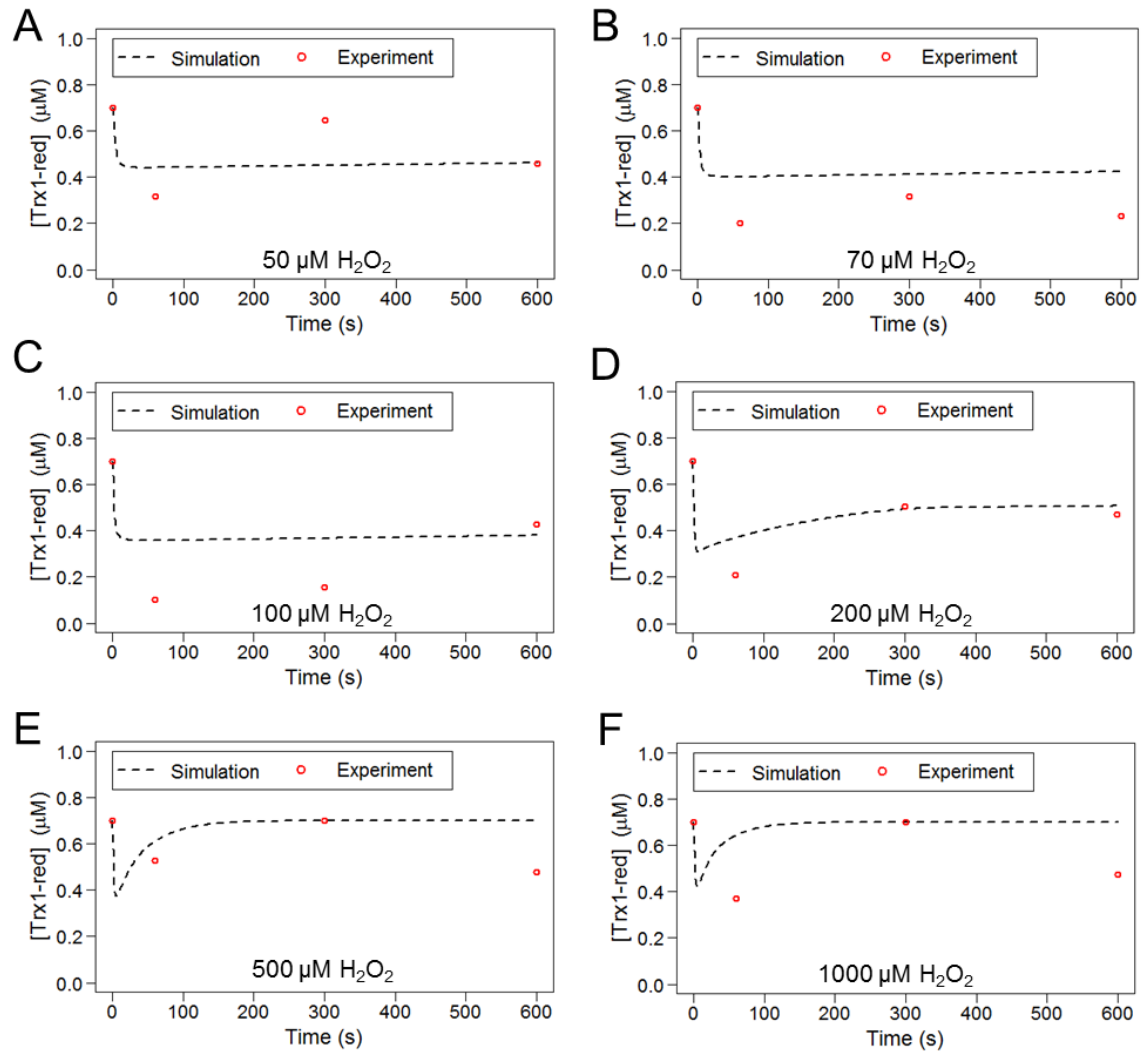 A
B
1.0
0.8
0.6
0.4
0.2
0.0
[Trx1-red] (µM)
Simulation
Experiment
50 µM H₂O₂
0 100 200 300 400 500 600
Time (s)
1.0
0.8
0.6
0.4
0.2
0.0
[Trx1-red] (µM)
Simulation
Experiment
70 µM H₂O₂
0 100 200 300 400 500 600
Time (s)
C
D
1.0
0.8
0.6
0.4
0.2
0.0
[Trx1-red] (µM)
Simulation
Experiment
100 µM H₂O₂
0 100 200 300 400 500 600
Time (s)
1.0
0.8
0.6
0.4
0.2
0.0
[Trx1-red] (µM)
Simulation
Experiment
200 µM H₂O₂
0 100 200 300 400 500 600
Time (s)
E
F
1.0
0.8
0.6
0.4
0.2
0.0
[Trx1-red] (µM)
Simulation
Experiment
500 µM H₂O₂
0 100 200 300 400 500 600
Time (s)
1.0
0.8
0.6
0.4
0.2
0.0
[Trx1-red] (µM)
Simulation
Experiment
1000 µM H₂O₂
0 100 200 300 400 500 600
Time (s)